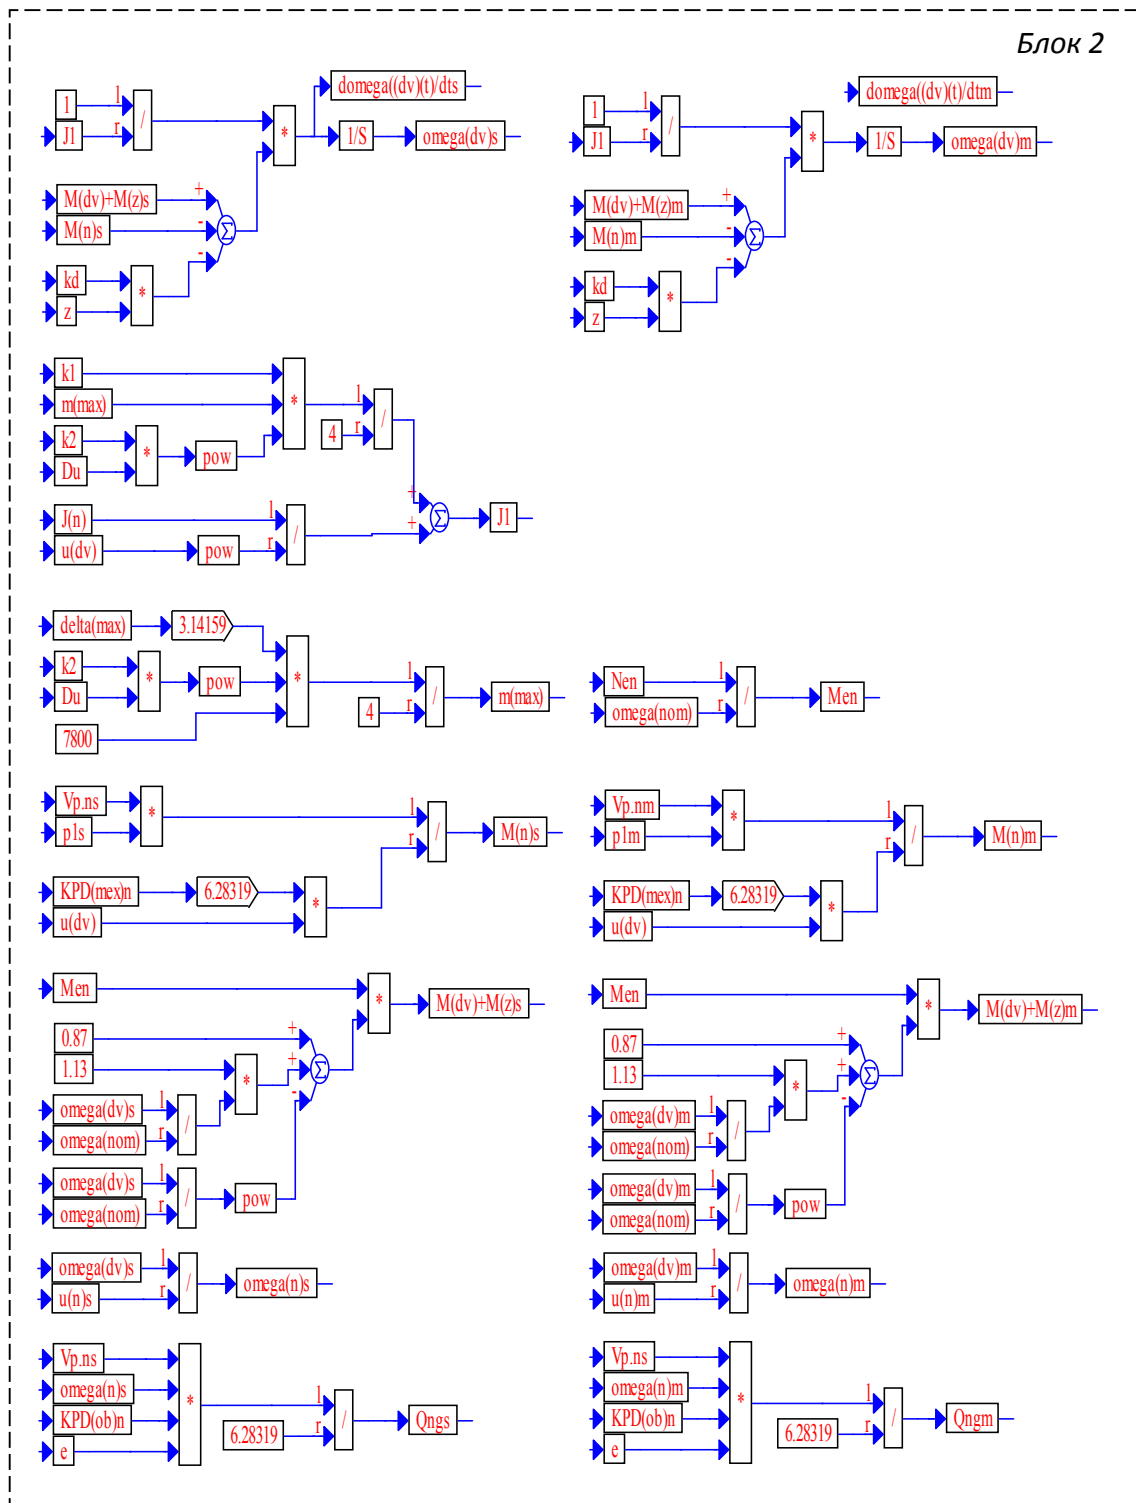 Блок 2
1
l
J1
r
/
*
domega((dv)(t)/dts
1/S
omega(dv)s
M(dv)+M(z)s
+
M(n)s
-
Σ
-
kd
z
*
1
l
J1
r
/
*
domega((dv)(t)/dtm
1/S
omega(dv)m
M(dv)+M(z)m
+
M(n)m
-
Σ
-
kd
z
*
k1
m(max)
k2
Du
*
pow
*
l
4
r
/
J(n)
l
u(dv)
pow
r
/
+
+
Σ
J1
delta(max)
3.14159
k2
Du
*
pow
7800
*
l
4
r
/
m(max)
Nen
l
omega(nom)
r
/
Men
Vp.ns
p1s
*
l
r
/
M(n)s
KPD(mex)n
6.28319
u(dv)
*
Vp.nm
p1m
*
l
r
/
M(n)m
KPD(mex)n
6.28319
u(dv)
*
Men
*
M(dv)+M(z)s
0.87
+
1.13
*
+
Σ
-
omega(dv)s
l
omega(nom)
r
/
omega(dv)s
l
omega(nom)
r
/
pow
Men
*
M(dv)+M(z)m
0.87
+
1.13
*
+
Σ
-
omega(dv)m
l
omega(nom)
r
/
omega(dv)m
l
omega(nom)
r
/
pow
omega(dv)s
l
u(n)s
r
/
omega(n)s
omega(dv)m
l
u(n)m
r
/
omega(n)m
Vp.ns
omega(n)s
KPD(ob)n
e
*
l
6.28319
r
/
Qngs
Vp.ns
omega(n)m
KPD(ob)n
e
*
l
6.28319
r
/
Qngm